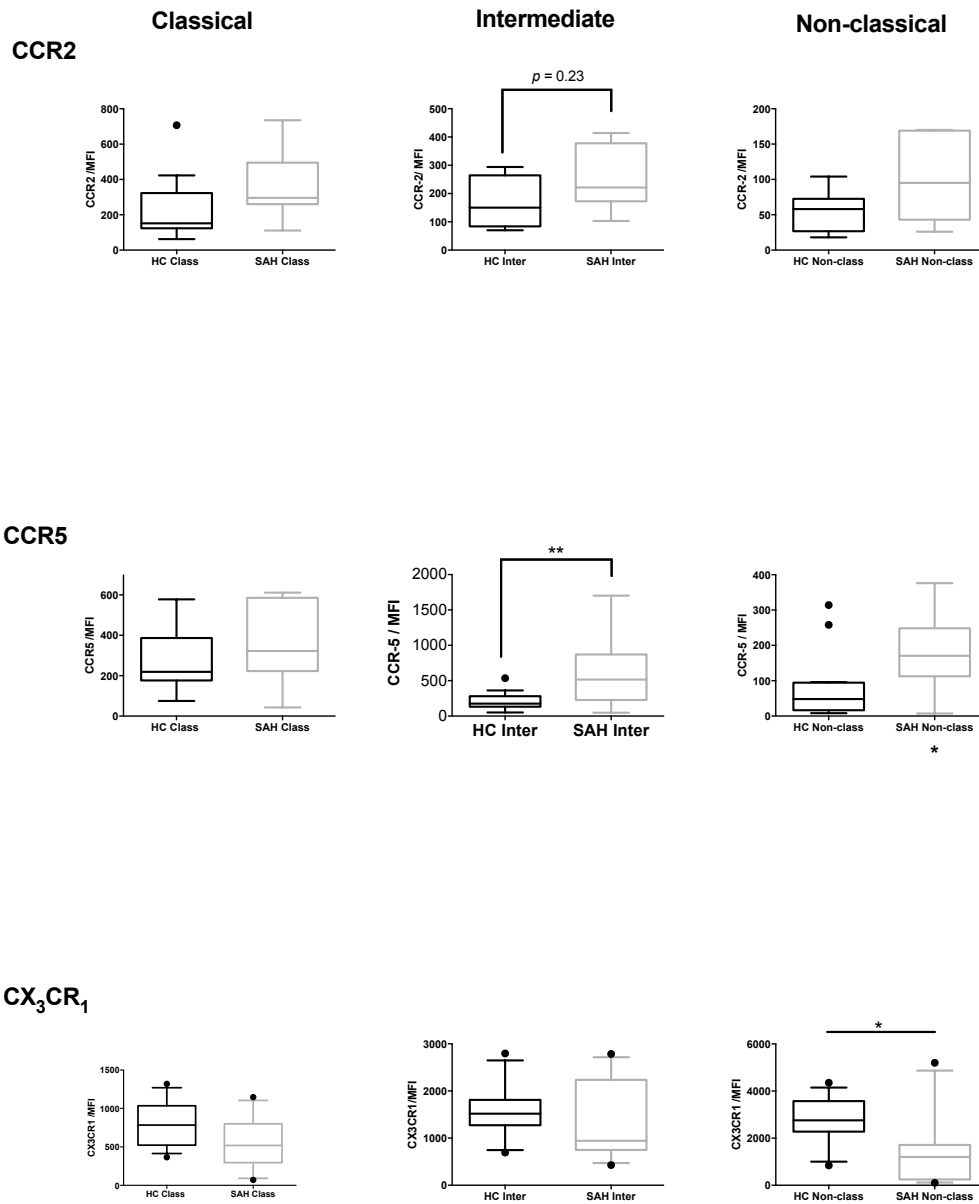 Classical
Intermediate
Non-classical
CCR2
p = 0.23
800
600
400
200
0
CCR2 /MFI
HC Class
SAH Class
500
400
300
200
100
0
CCR-2/ MFI
HC Inter
SAH Inter
200
150
100
50
0
CCR-2/ MFI
HC Non-class
SAH Non-class
CCR5
600
400
200
0
CCR5 /MFI
HC Class
SAH Class
**
2000
1500
1000
500
0
CCR-5 / MFI
HC Inter
SAH Inter
400
300
200
100
0
CCR-5 / MFI
HC Non-class
SAH Non-class
*
CX3CR1
1500
1000
500
0
CX3CR1/MFI
HC Class
SAH Class
3000
2000
1000
0
CX3CR1/MFI
HC Inter
SAH Inter
*
6000
4000
2000
0
CX3CR1 /MFI
HC Non-class
SAH Non-class